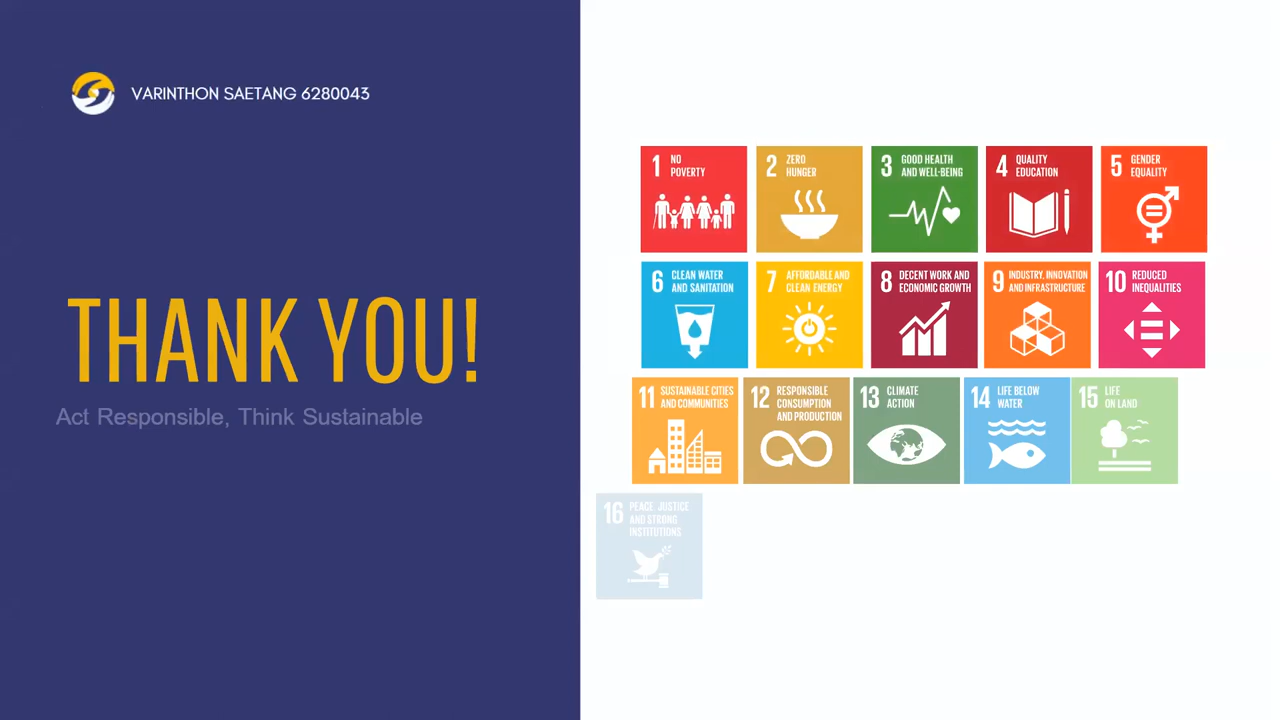 VARINTHON SAETANG 6280043
THANK YOU!
Act Responsible, Think Sustainable
1 NO
POVERTY
2 ZERO
HUNGER
3 GOOD HEALTH
AND WELL-BEING
4 QUALITY
EDUCATION
5 GENDER
EQUALITY
6 CLEAN WATER
AND SANITATION
7 AFFORDABLE AND
CLEAN ENERGY
8 DECENT WORK AND
ECONOMIC GROWTH
9 INDUSTRY, INNOVATION
AND INFRASTRUCTURE
10 REDUCED
INEQUALITIES
11 SUSTAINABLE CITIES
AND COMMUNITIES
12 RESPONSIBLE
CONSUMPTION
AND PRODUCTION
13 CLIMATE
ACTION
14 LIFE BELOW
WATER
15 LIFE
ON LAND
16 PEACE, JUSTICE
AND STRONG
INSTITUTIONS